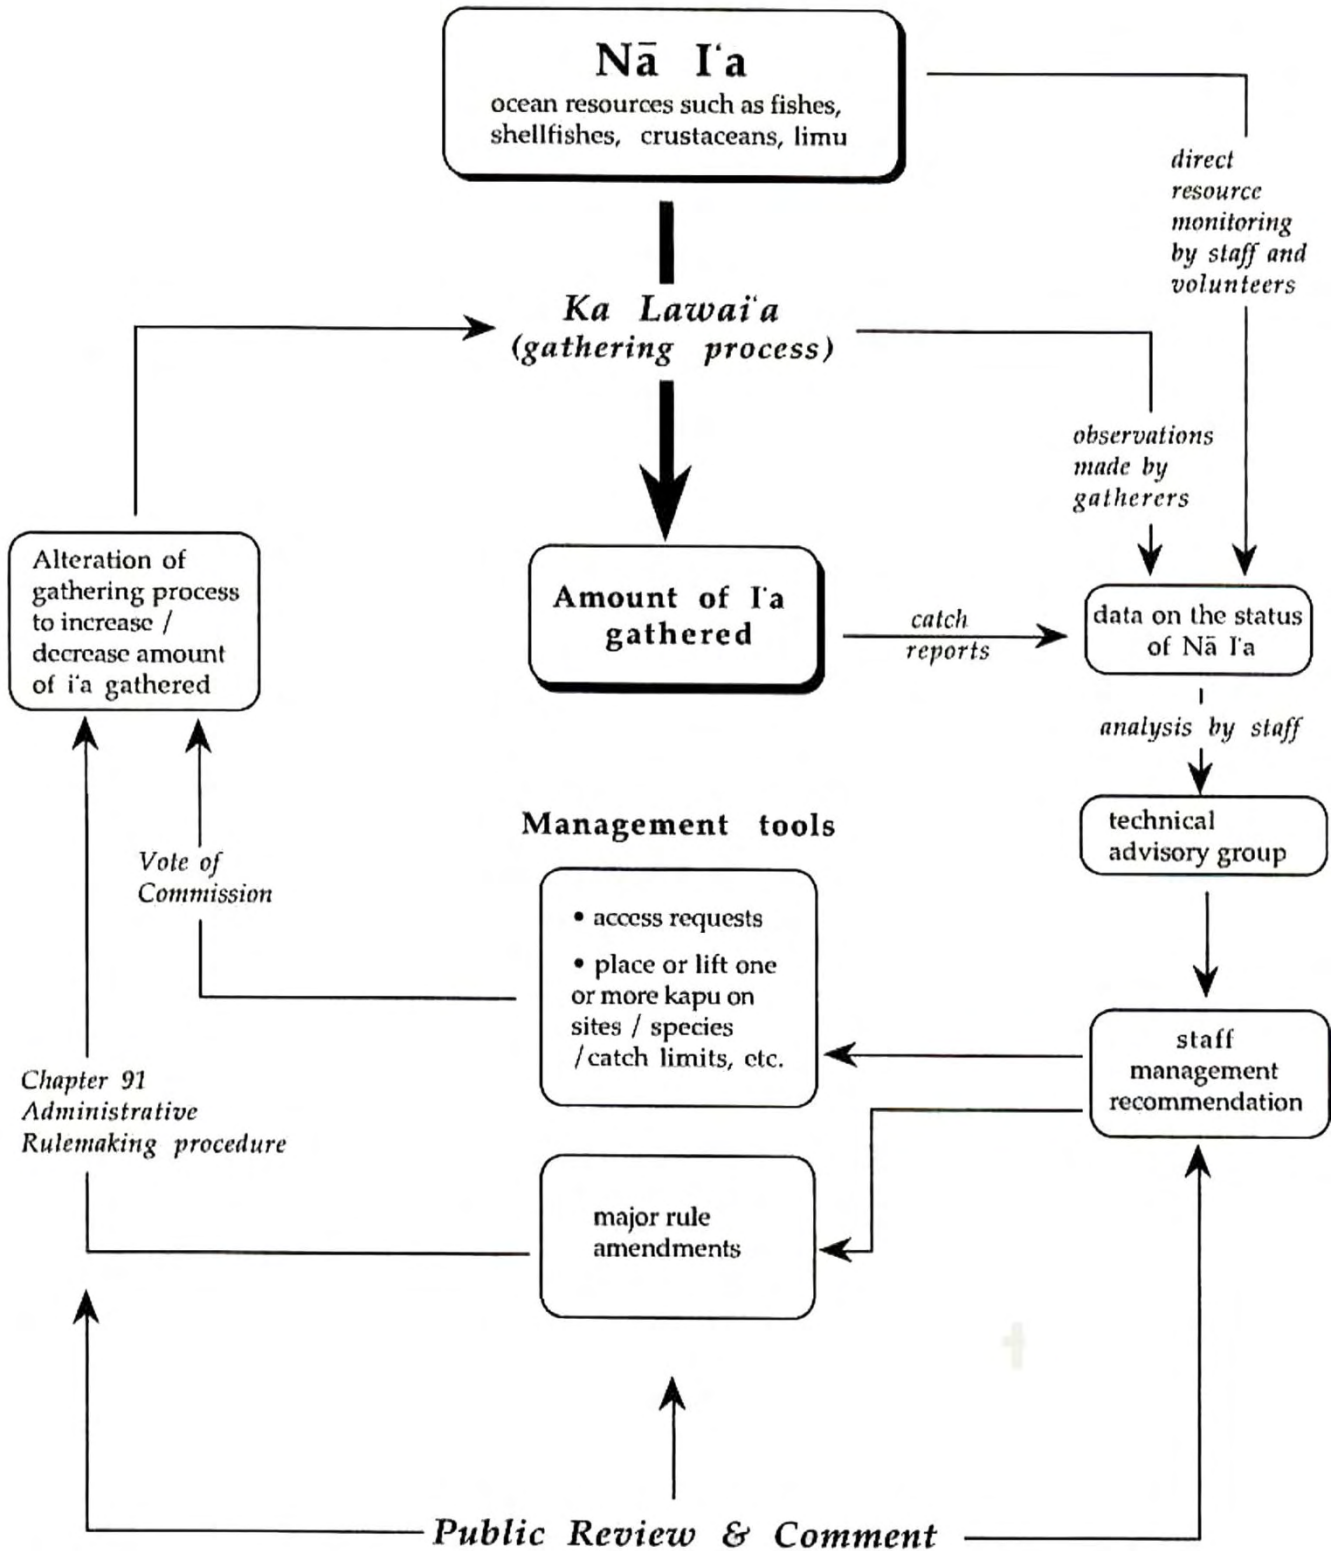 Nā Iʻa
ocean resources such as fishes,
shellfishes, crustaceans, limu
direct
resource
monitoring
by staff and
volunteers
Ka Lawaiʻa
(gathering process)
observations
made by
gatherers
Alteration of
gathering process
to increase /
decrease amount
of iʻa gathered
Amount of Iʻa
gathered
catch
reports
data on the status
of Nā Iʻa
analysis by staff
technical
advisory group
Management tools
Vote of
Commission
• access requests
• place or lift one
or more kapu on
sites / species
/catch limits, etc.
staff
management
recommendation
Chapter 91
Administrative
Rulemaking procedure
major rule
amendments
Public Review & Comment